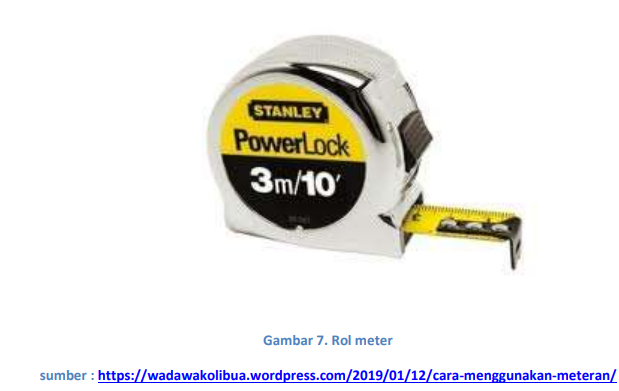 STANLEY
PowerLock
3m/10′
Gambar 7. Rol meter
sumber : https://wadawakolibua.wordpress.com/2019/01/12/cara-menggunakan-meteran/